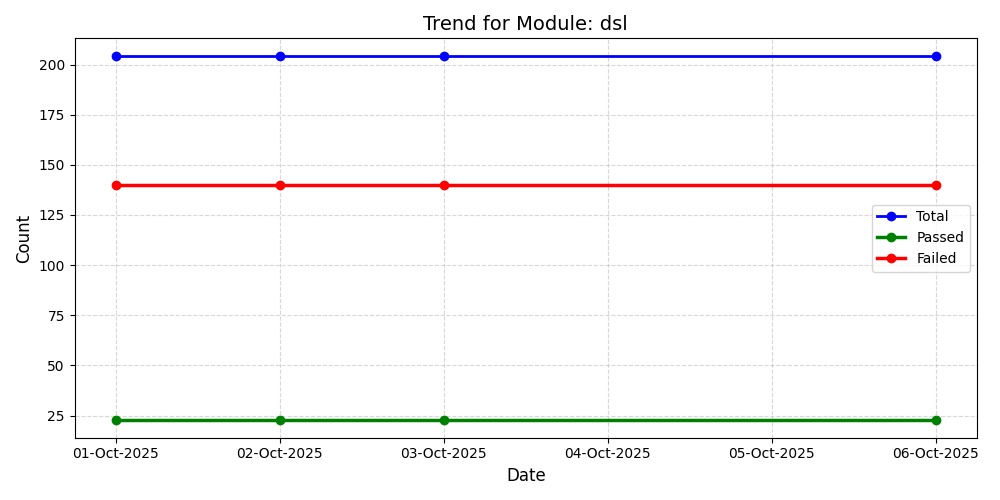 Trend for Module: dsl
200
175
150
125
100
75
50
25
Count
Total
Passed
Failed
01-Oct-2025 02-Oct-2025 03-Oct-2025 04-Oct-2025 05-Oct-2025 06-Oct-2025
Date